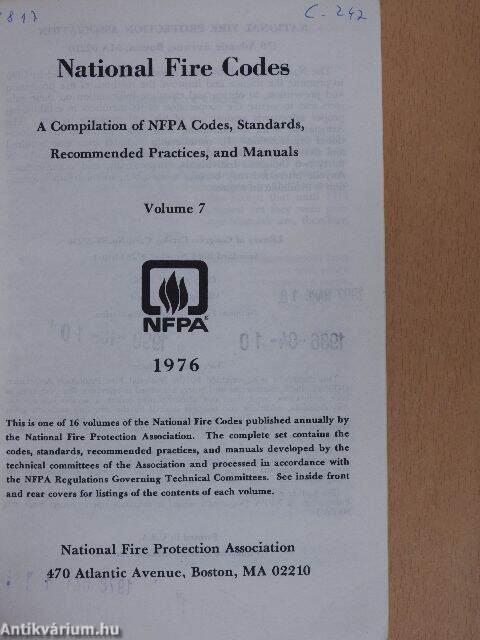 817
C-242
National Fire Codes
A Compilation of NFPA Codes, Standards,
Recommended Practices, and Manuals
Volume 7
NFPA®
1976
This is one of 16 volumes of the National Fire Codes published annually by
the National Fire Protection Association. The complete set contains the
codes, standards, recommended practices, and manuals developed by the
technical committees of the Association and processed in accordance with
the NFPA Regulations Governing Technical Committees. See inside front
and rear covers for listings of the contents of each volume.
National Fire Protection Association
470 Atlantic Avenue, Boston, MA 02210
Antikvárium.hu